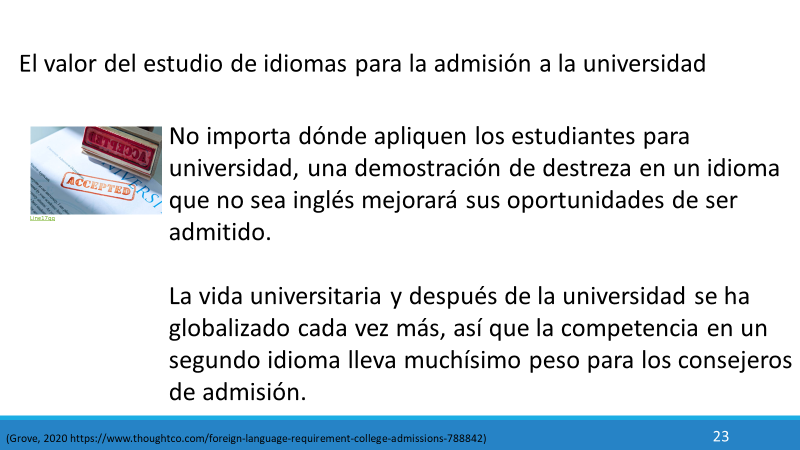 El valor del estudio de idiomas para la admisión a la universidad
ACCEPTED
ACCEPTED
No importa dónde apliquen los estudiantes para
universidad, una demostración de destreza en un idioma
que no sea inglés mejorará sus oportunidades de ser
admitido.
La vida universitaria y después de la universidad se ha
globalizado cada vez más, así que la competencia en un
segundo idioma lleva muchísimo peso para los consejeros
de admisión.
(Grove, 2020 https://www.thoughtco.com/foreign-language-requirement-college-admissions-788842)
23